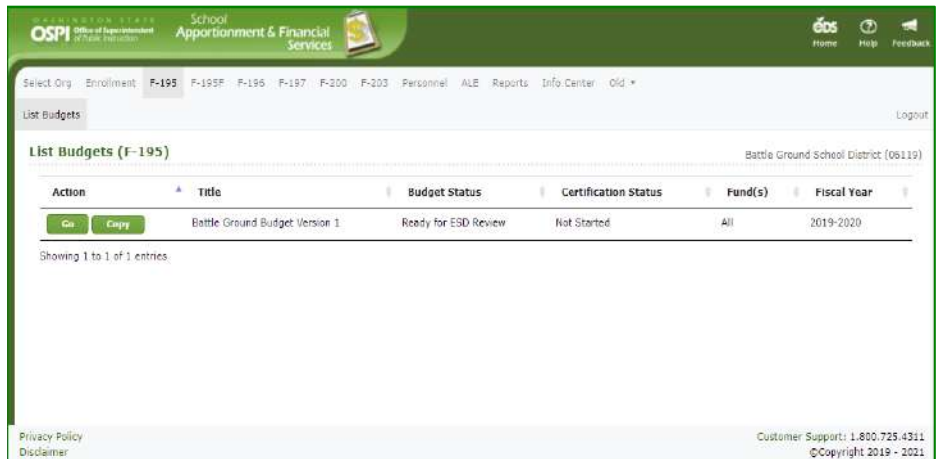 WASHINGTON STATE
OSPI Office of Superintendent of Public Instruction
School
Apportionment & Financial
Services
ebs
Home Help Feedback
Select Org Enrollment F-195 F-195F F-196 F-197 F-200 F-203 Personnel ALE Reports Info Center Old
List Budgets Logout
List Budgets (F-195) Battle Ground School District (06119)
Action Title Budget Status Certification Status Fund(s) Fiscal Year
Go Copy Battle Ground Budget Version 1 Ready for ESD Review Not Started All 2019-2020
Showing 1 to 1 of 1 entries
Privacy Policy Customer Support: 1.800.725.4311
Disclaimer ©Copyright 2019 - 2021